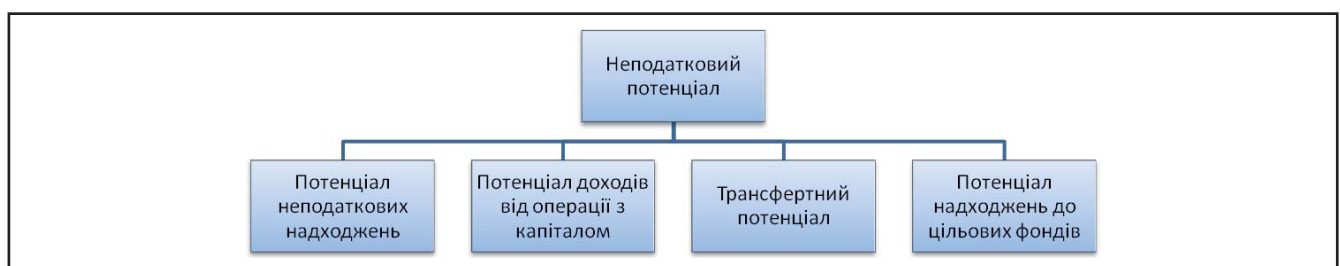 Неподатковий
потенціал
Потенціал
неподаткових
надходжень
Потенціал доходів
від операції з
капіталом
Трансфертний
потенціал
Потенціал
надходжень до
цільових фондів